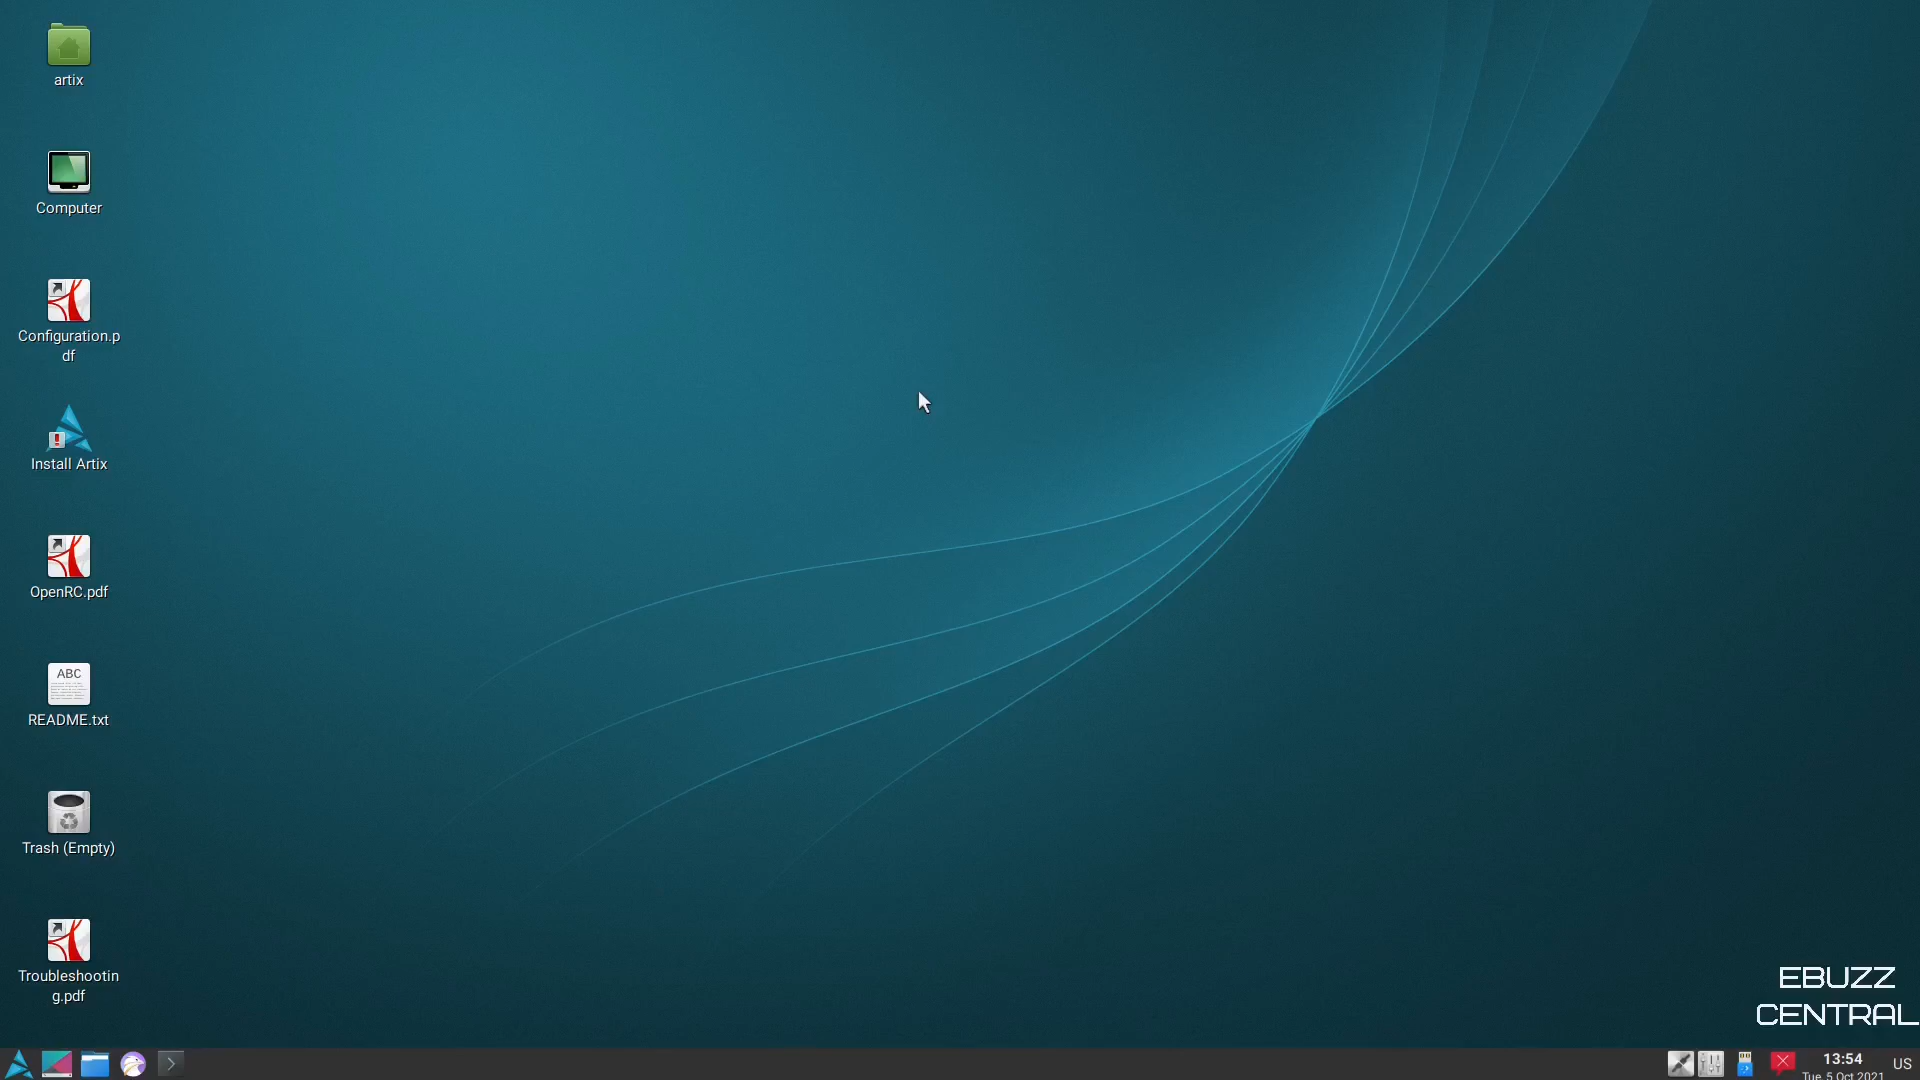 artix
Computer
Configuration.p
df
Install Artix
OpenRC.pdf
ABC
README.txt
Trash (Empty)
Troubleshootin
g.pdf
EBUZZ
CENTRAL
13:54
Tue, 5 Oct 2021
US